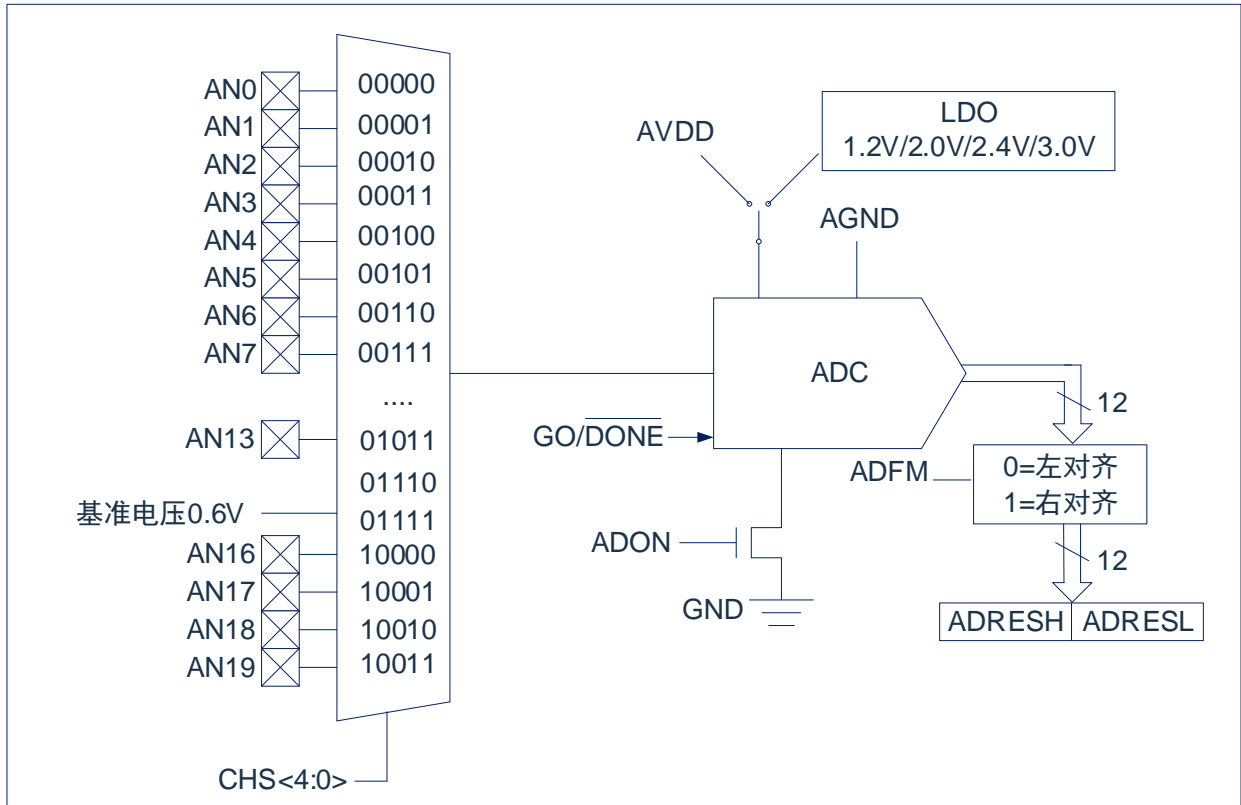 AN0
00000
AN1
00001
AN2
00010
AN3
00011
AN4
00100
AN5
00101
AN6
00110
AN7
00111
....
AN13
01011
01110
基准电压0.6V
01111
AN16
10000
AN17
10001
AN18
10010
AN19
10011
CHS<4:0>
AVDD
LDO
1.2V/2.0V/2.4V/3.0V
AGND
ADC
GO/DONE
12
ADFM
0=左对齐
1=右对齐
ADON
12
GND
ADRESH
ADRESL